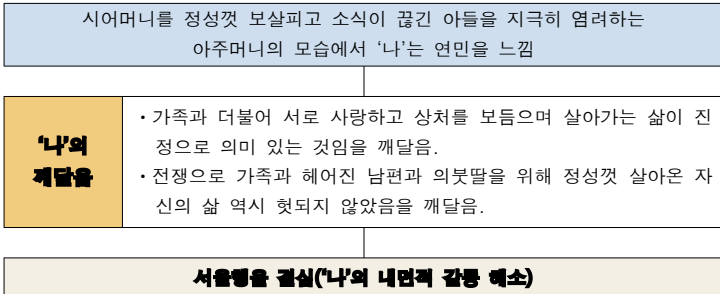 시어머니를 정성껏 보살피고 소식이 끊긴 아들을 지극히 염려하는
아주머니의 모습에서 ‘나’는 연민을 느낌
‘나’의
깨달음
• 가족과 더불어 서로 사랑하고 상처를 보듬으며 살아가는 삶이 진
정으로 의미 있는 것임을 깨달음.
• 전쟁으로 가족과 헤어진 남편과 의붓딸을 위해 정성껏 살아온 자
신의 삶 역시 헛되지 않았음을 깨달음.
서울행을 결심(‘나’의 내면적 갈등 해소)